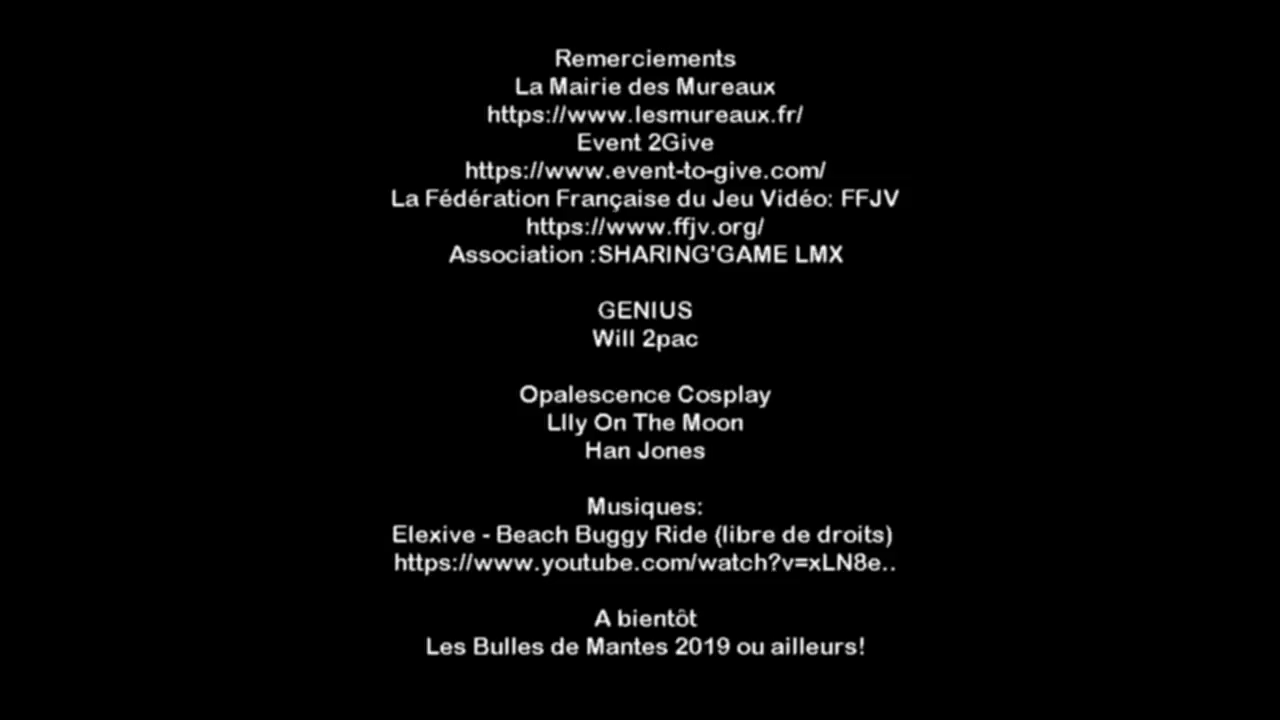 Remerciements
La Mairie des Mureaux
https://www.lesmureaux.fr/
Event 2Give
https://www.event-to-give.com/
La Fédération Française du Jeu Vidéo: FFJV
https://www.ffjv.org/
Association :SHARING'GAME LMX
GENIUS
Will 2pac
Opalescence Cosplay
LIly On The Moon
Han Jones
Musiques:
Elexive - Beach Buggy Ride (libre de droits)
https://www.youtube.com/watch?v=xLN8e..
A bientôt
Les Bulles de Mantes 2019 ou ailleurs!